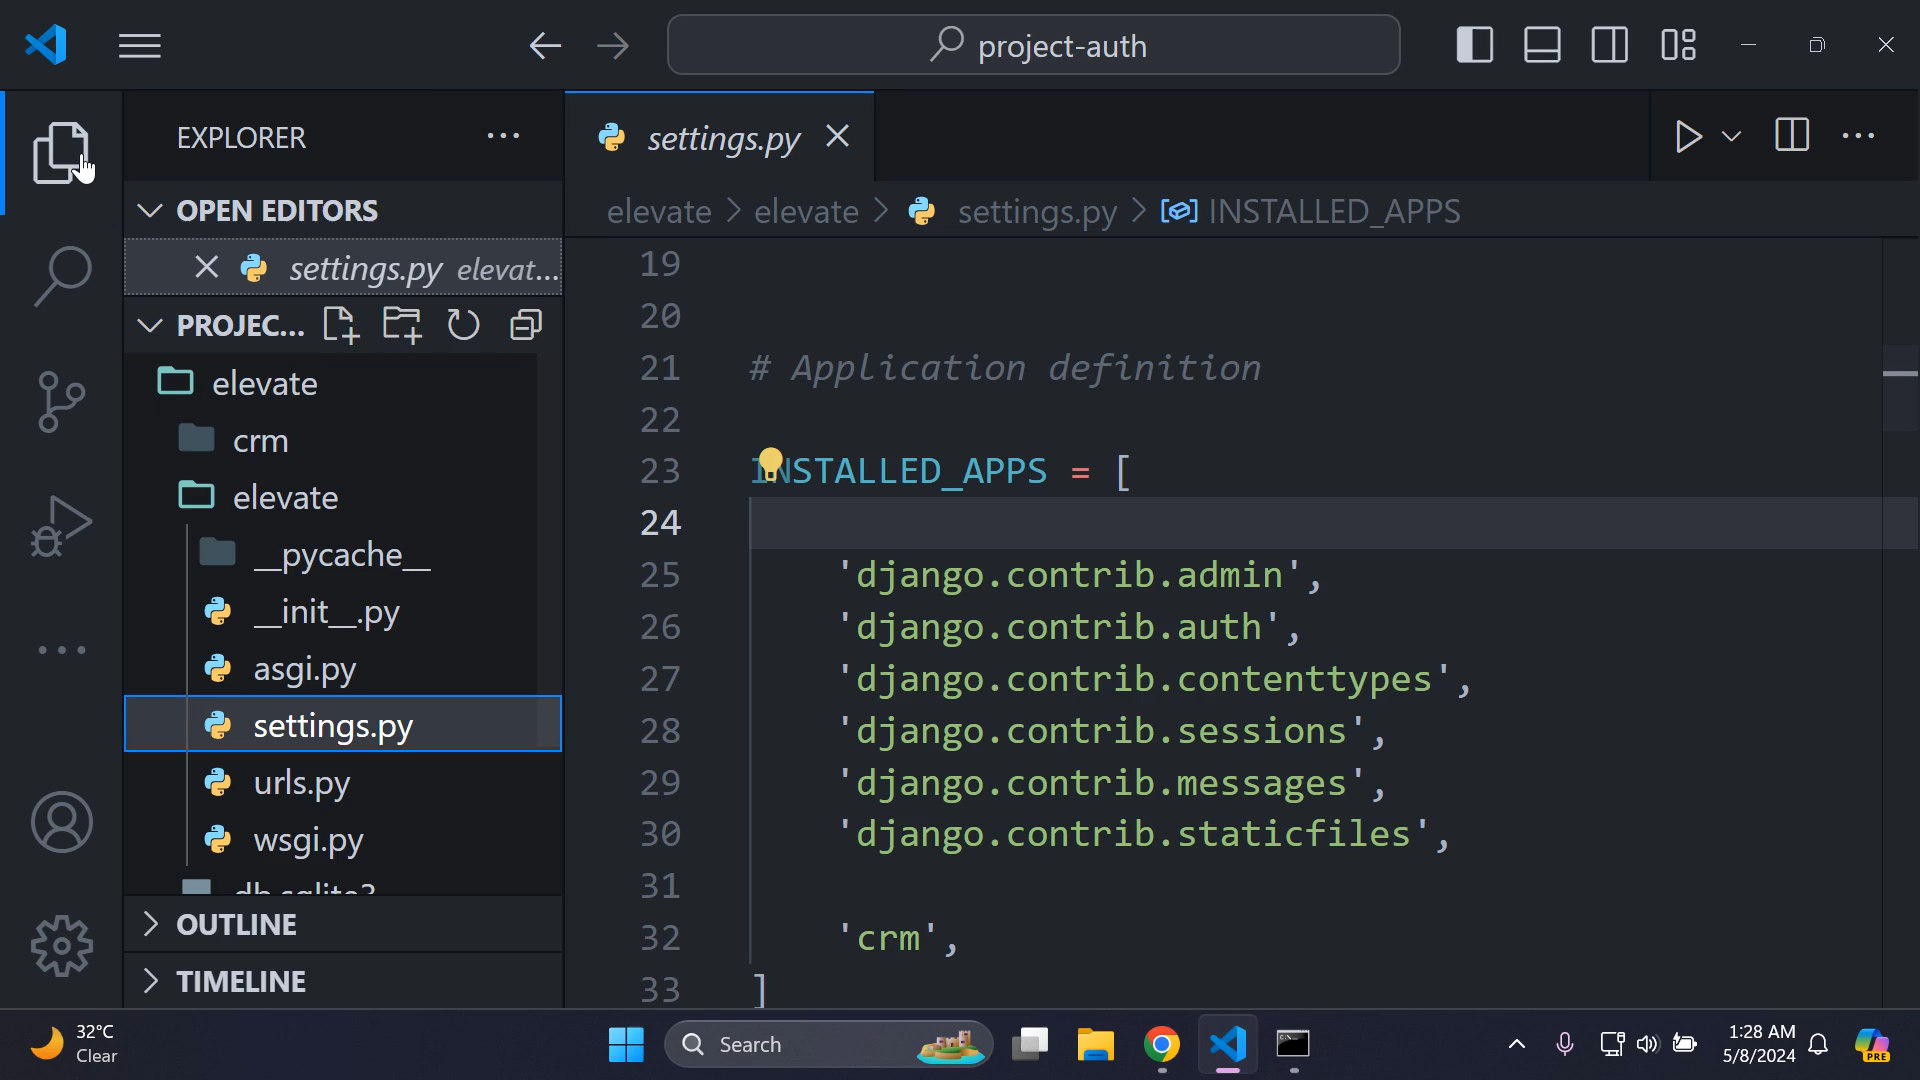 project-auth
EXPLORER
settings.py
OPEN EDITORS
elevate > elevate > settings.py > INSTALLED_APPS
settings.py elevat...
PROJEC...
elevate
crm
elevate
__pycache__
__init__.py
asgi.py
settings.py
urls.py
wsgi.py
db.sqlite3
OUTLINE
TIMELINE
19
20
21 # Application definition
22
23 INSTALLED_APPS = [
24
25 'django.contrib.admin',
26 'django.contrib.auth',
27 'django.contrib.contenttypes',
28 'django.contrib.sessions',
29 'django.contrib.messages',
30 'django.contrib.staticfiles',
31
32 'crm',
33 ]
32°C
Clear
Search
1:28 AM
5/8/2024
PRE